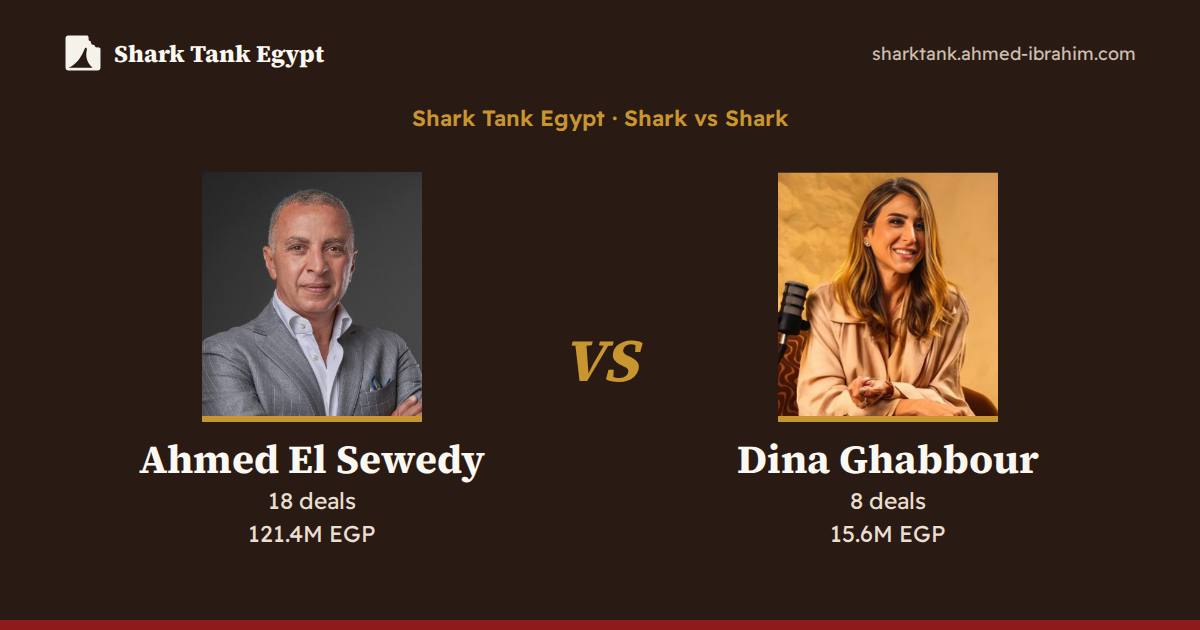 Shark Tank Egypt
sharktank.ahmed-ibrahim.com
Shark Tank Egypt · Shark vs Shark
vs
Ahmed El Sewedy
18 deals
121.4M EGP
Dina Ghabbour
8 deals
15.6M EGP